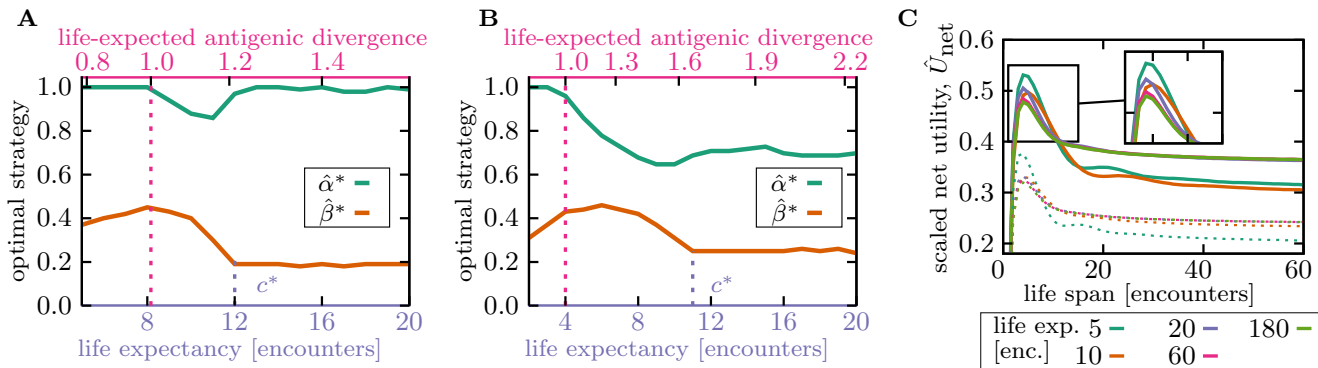 A
life-expected antigenic divergence
0.8 1.0 1.2 1.4
optimal strategy
1.0
0.8
0.6
0.4
0.2
0.0
α̂*
β̂*
c*
8 12 16 20
life expectancy [encounters]
B
life-expected antigenic divergence
1.0 1.3 1.6 1.9 2.2
optimal strategy
1.0
0.8
0.6
0.4
0.2
0.0
α̂*
β̂*
c*
4 8 12 16 20
life expectancy [encounters]
C
scaled net utility, Û_net
0.6
0.5
0.4
0.3
0.2
0 20 40 60
life span [encounters]
life exp. 5 20 180
[enc.] 10 60